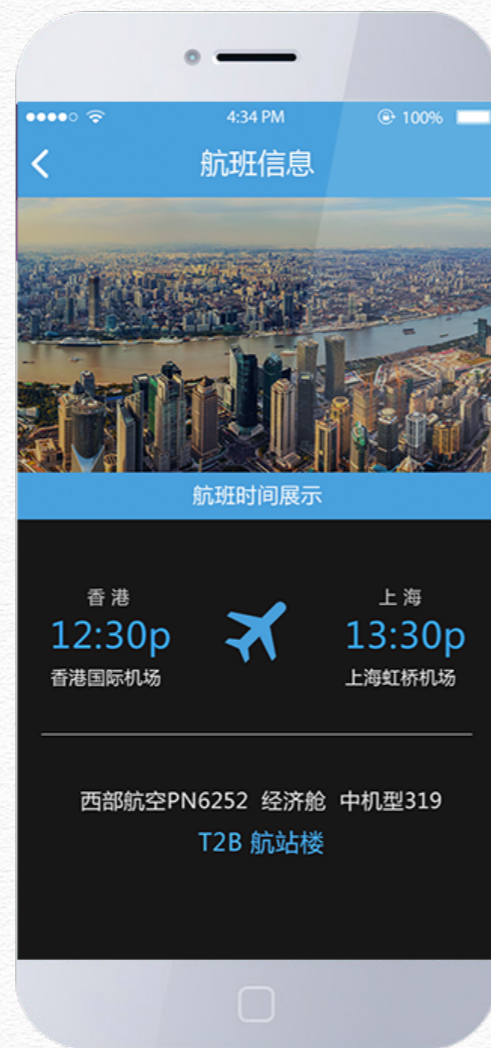 4:34 PM 100%
航班信息
航班时间展示
香港 上海
12:30p 13:30p
香港国际机场 上海虹桥机场
西部航空PN6252 经济舱 中机型319
T2B 航站楼